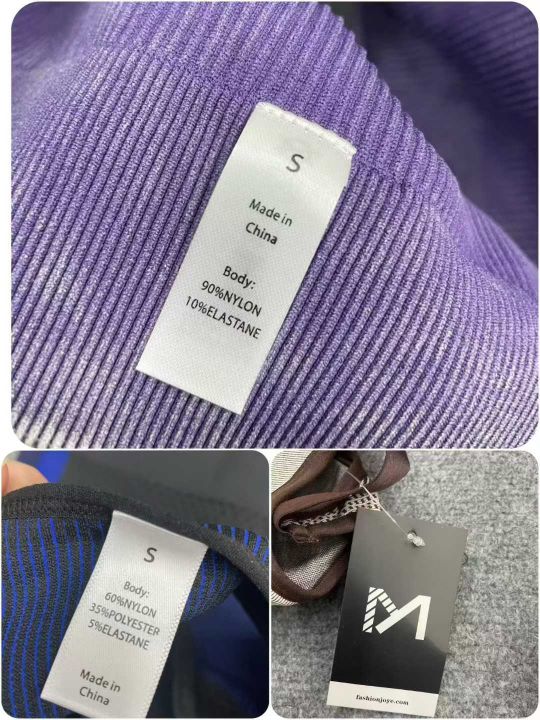 S
Made in
China
Body:
90%NYLON
10%ELASTANE
S
Body:
60%NYLON
35%POLYESTER
5%ELASTANE
Made in
China
M
fashionjoye.com